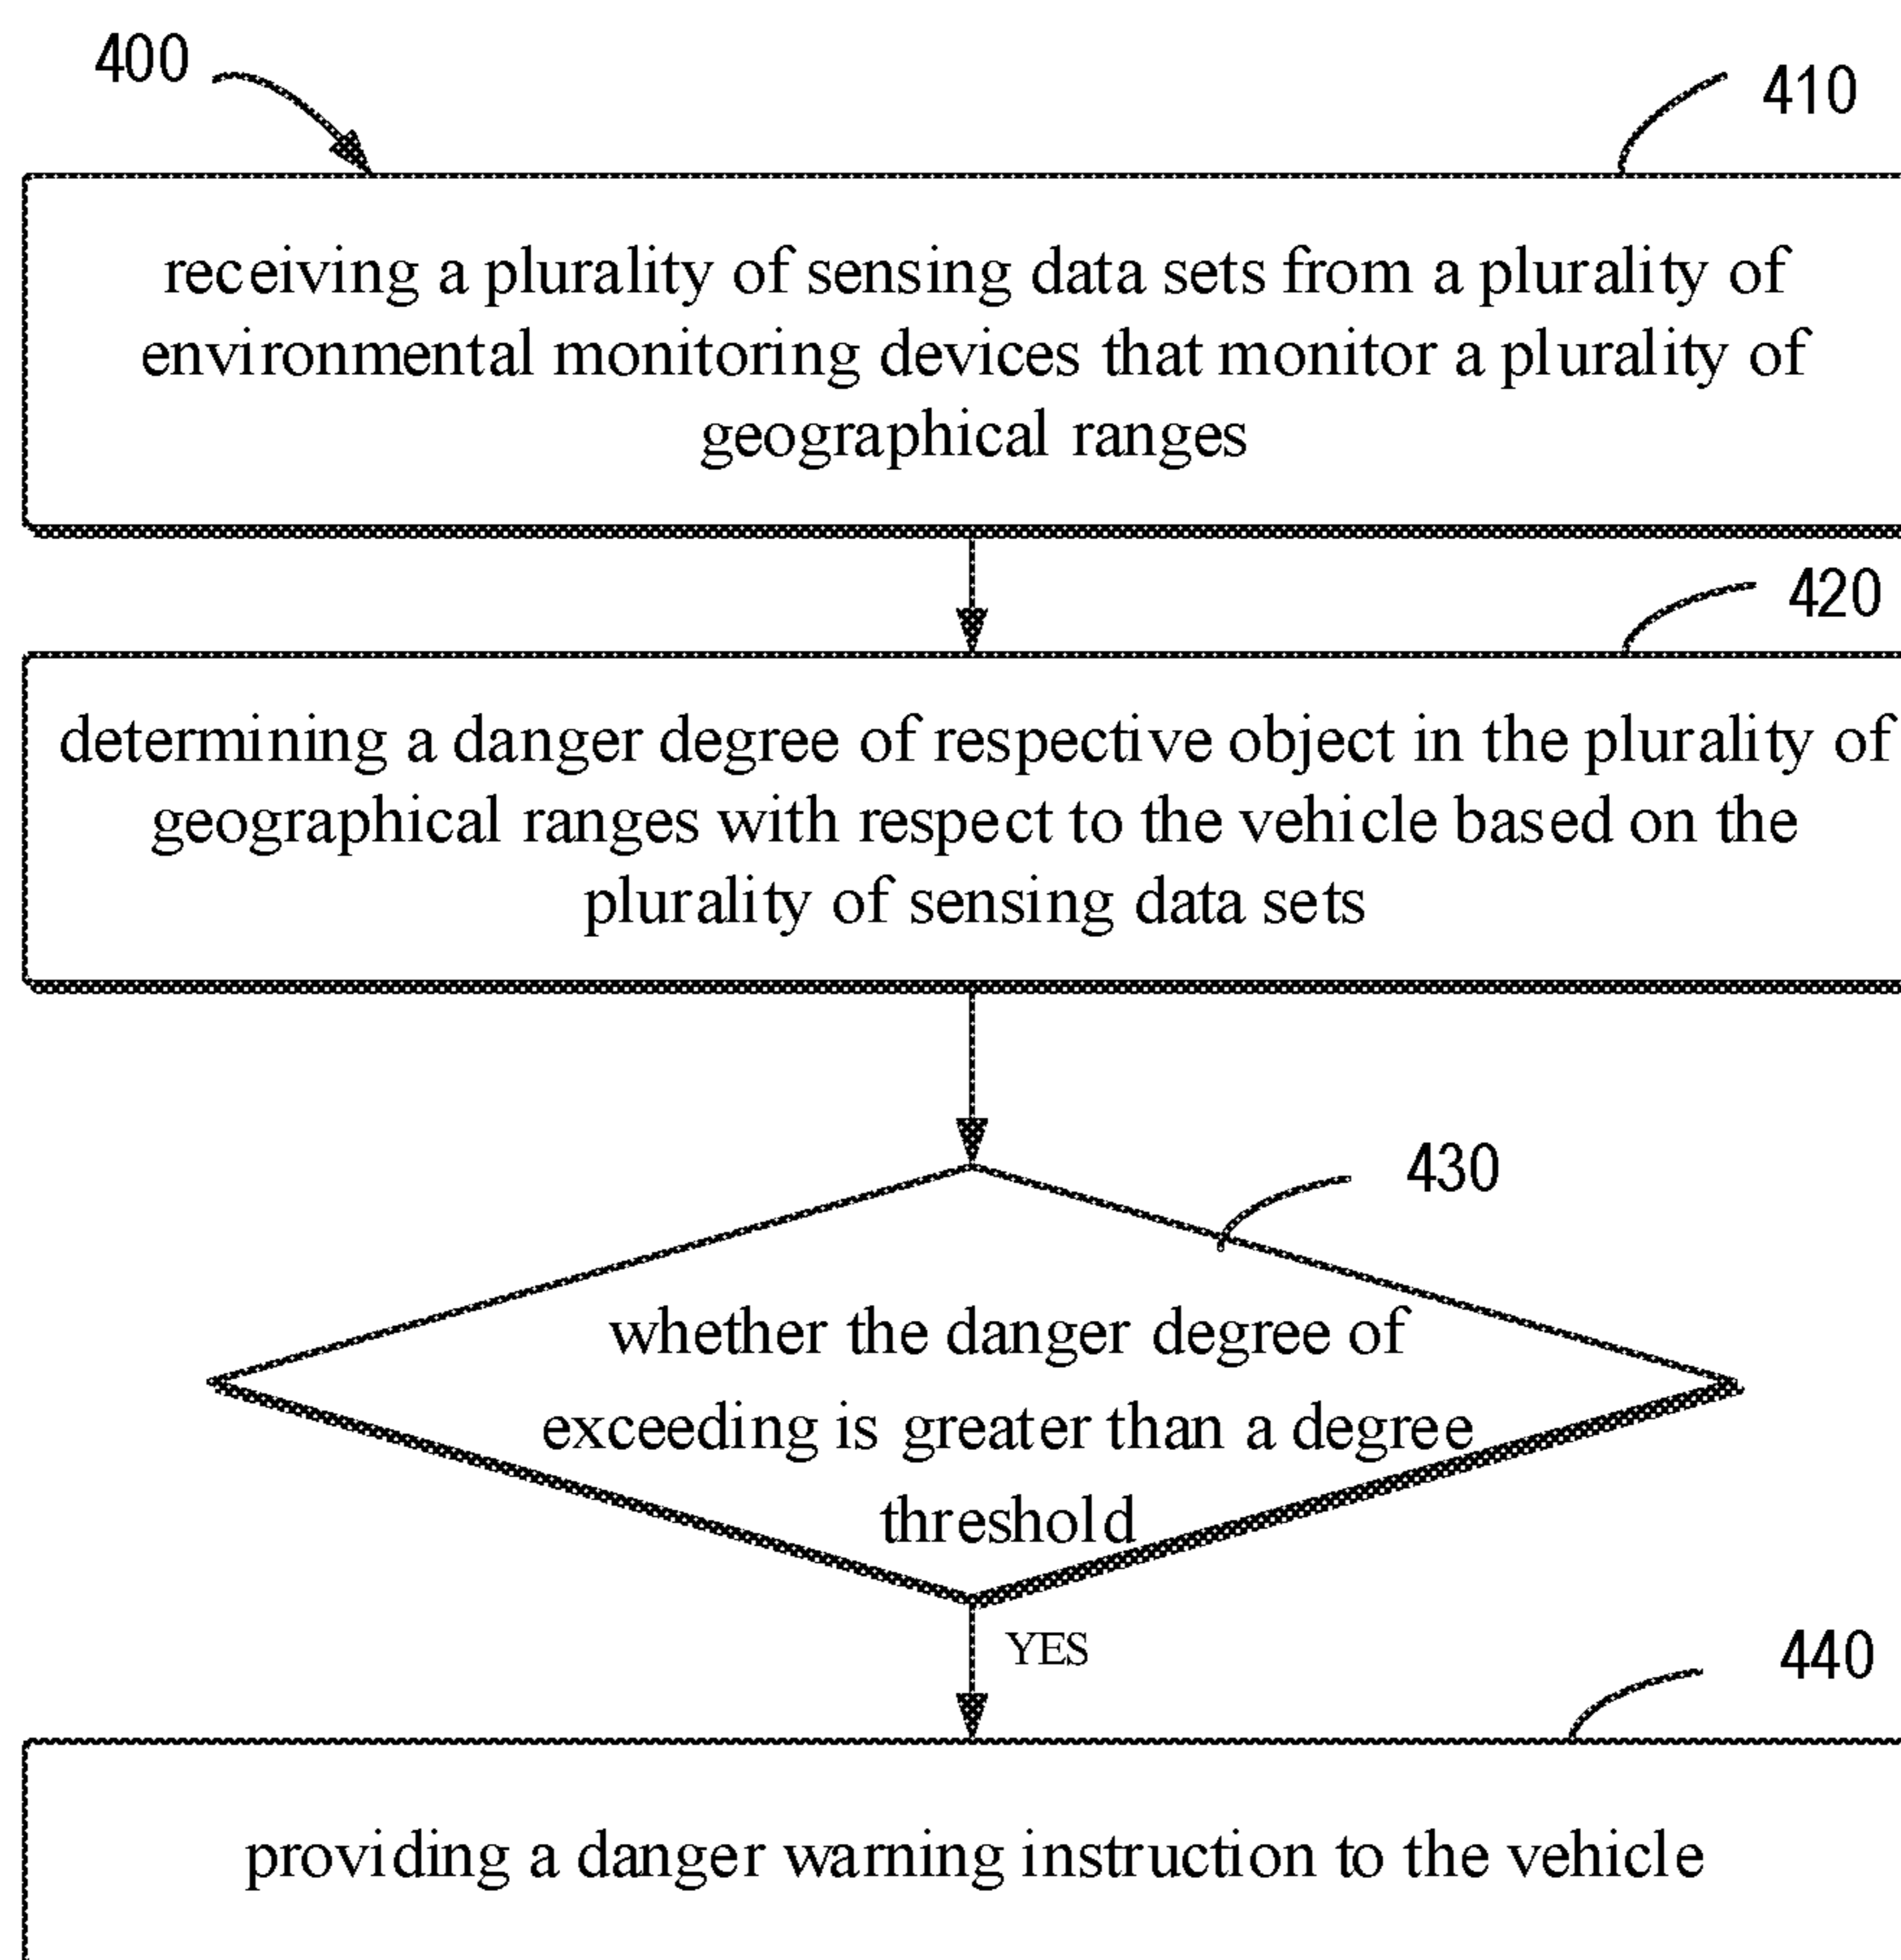 400
410
receiving a plurality of sensing data sets from a plurality of
environmental monitoring devices that monitor a plurality of
geographical ranges
420
determining a danger degree of respective object in the plurality of
geographical ranges with respect to the vehicle based on the
plurality of sensing data sets
430
whether the danger degree of
exceeding is greater than a degree
threshold
YES
440
providing a danger warning instruction to the vehicle